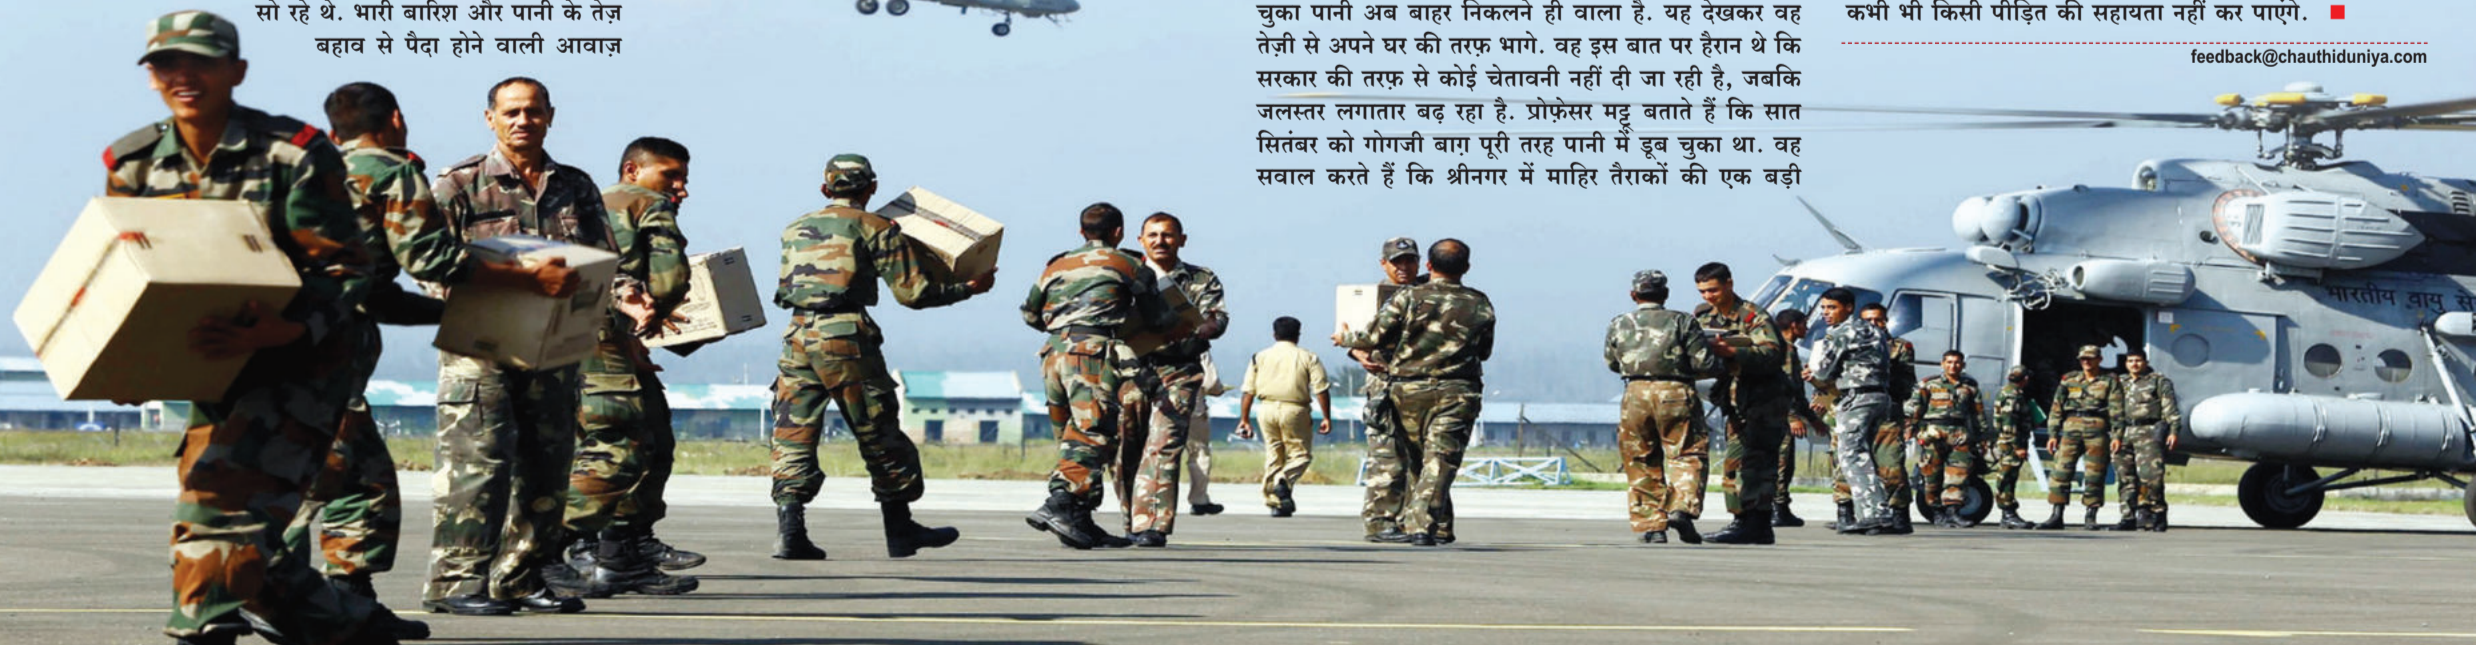 सो रहे थे. भारी बारिश और पानी के तेज़
बहाव से पैदा होने वाली आवाज़
चुका पानी अब बाहर निकलने ही वाला है. यह देखकर वह
तेज़ी से अपने घर की तरफ़ भागे. वह इस बात पर हैरान थे कि
सरकार की तरफ़ से कोई चेतावनी नहीं दी जा रही है, जबकि
जलस्तर लगातार बढ़ रहा है. प्रोफ़ेसर मट्टू बताते हैं कि सात
सितंबर को गोगजी बाग़ पूरी तरह पानी में डूब चुका था. वह
सवाल करते हैं कि श्रीनगर में माहिर तैराकों की एक बड़ी
कभी भी किसी पीड़ित की सहायता नहीं कर पाएंगे.
feedback@chauthiduniya.com
भारतीय वायु से